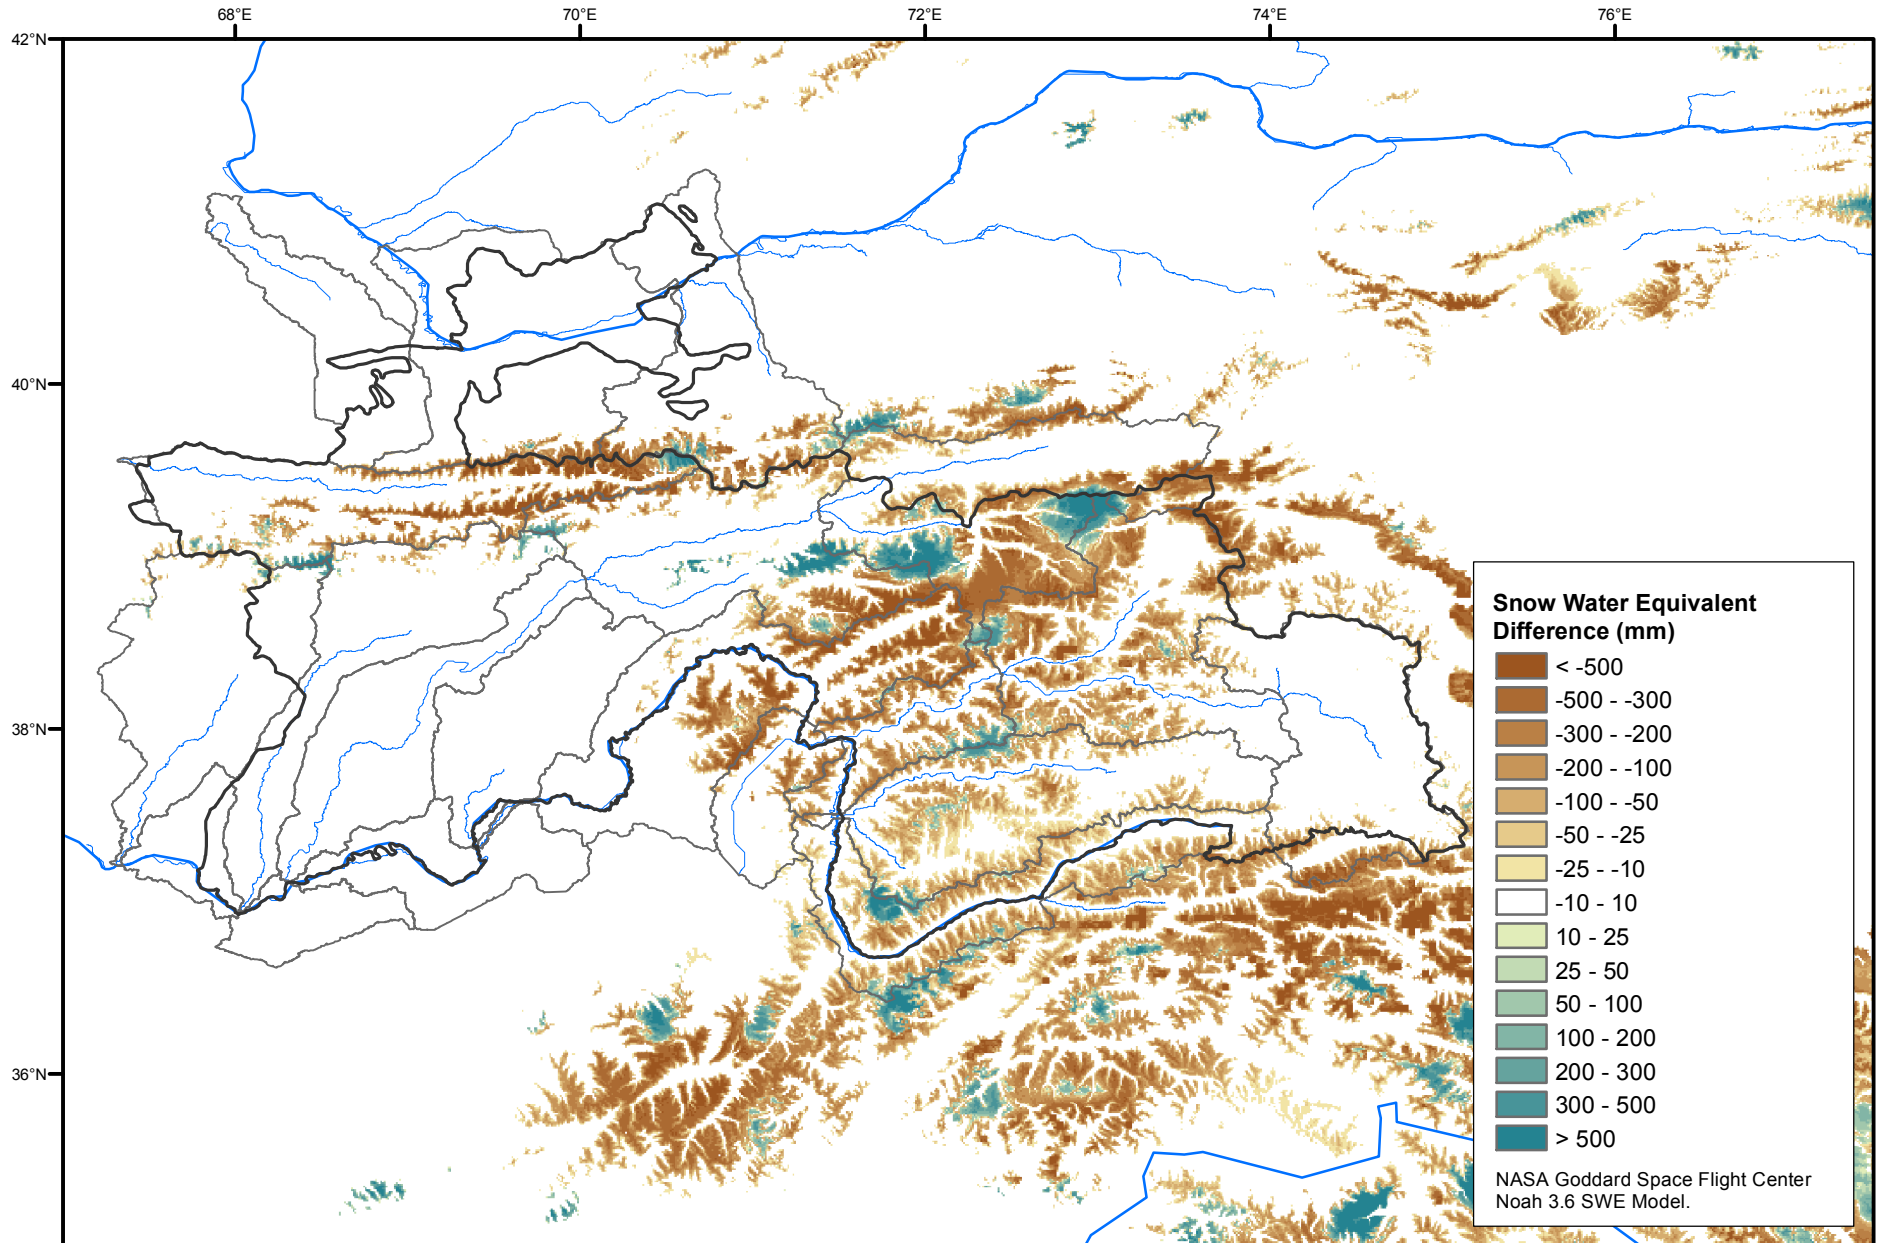 68°E
70°E
72°E
74°E
76°E
42°N
40°N
38°N
36°N
Snow Water Equivalent
Difference (mm)
< -500
-500 - -300
-300 - -200
-200 - -100
-100 - -50
-50 - -25
-25 - -10
-10 - 10
10 - 25
25 - 50
50 - 100
100 - 200
200 - 300
300 - 500
> 500
NASA Goddard Space Flight Center
Noah 3.6 SWE Model.